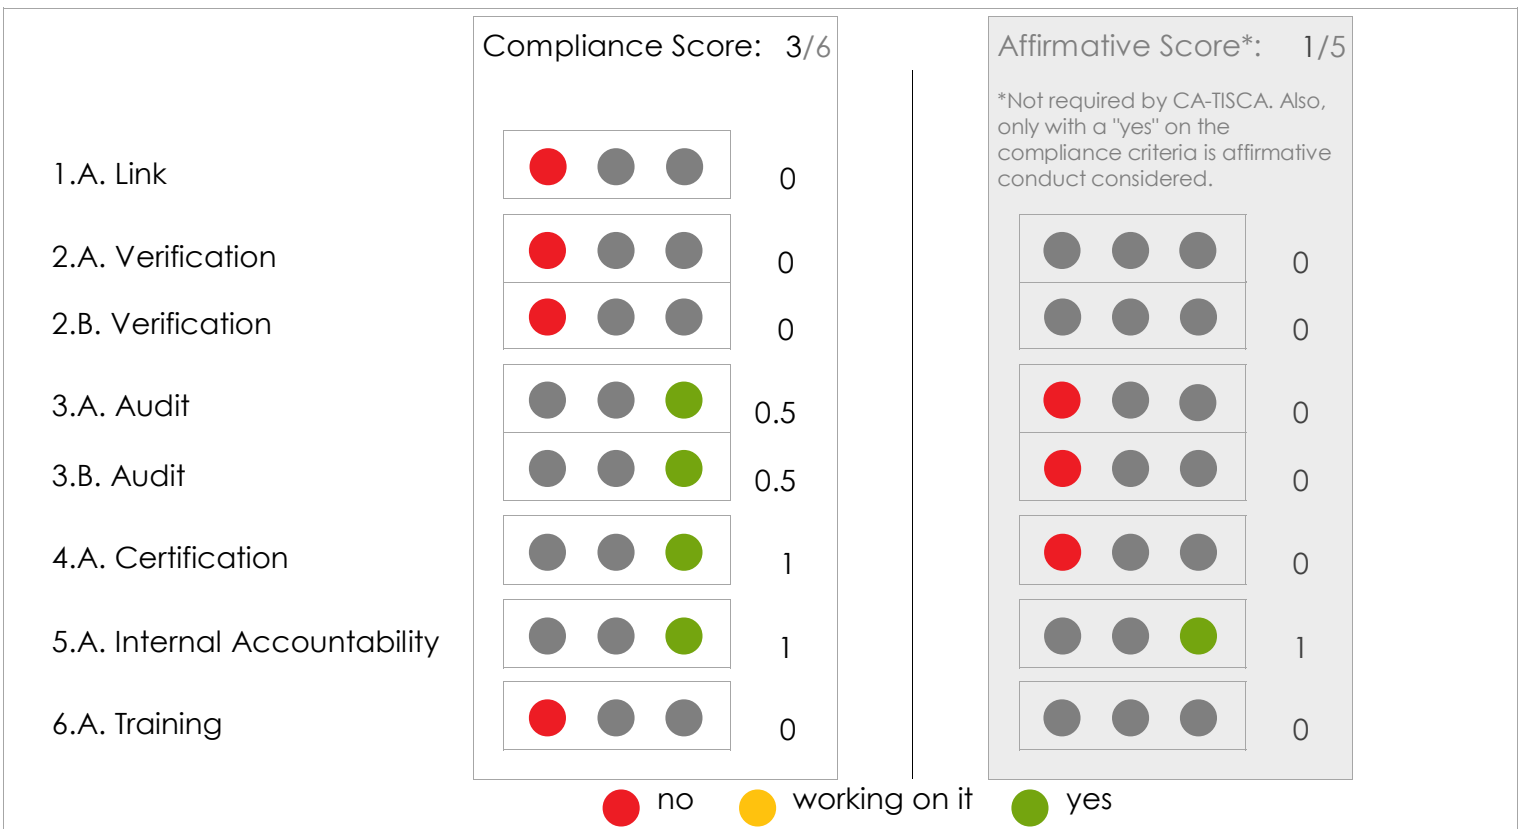 Compliance Score: 3/6
Affirmative Score*: 1/5
*Not required by CA-TISCA. Also,
only with a "yes" on the
compliance criteria is affirmative
conduct considered.
1.A. Link 0
2.A. Verification 0 0
2.B. Verification 0 0
3.A. Audit 0.5 0
3.B. Audit 0.5 0
4.A. Certification 1 0
5.A. Internal Accountability 1 1
6.A. Training 0 0
no working on it yes